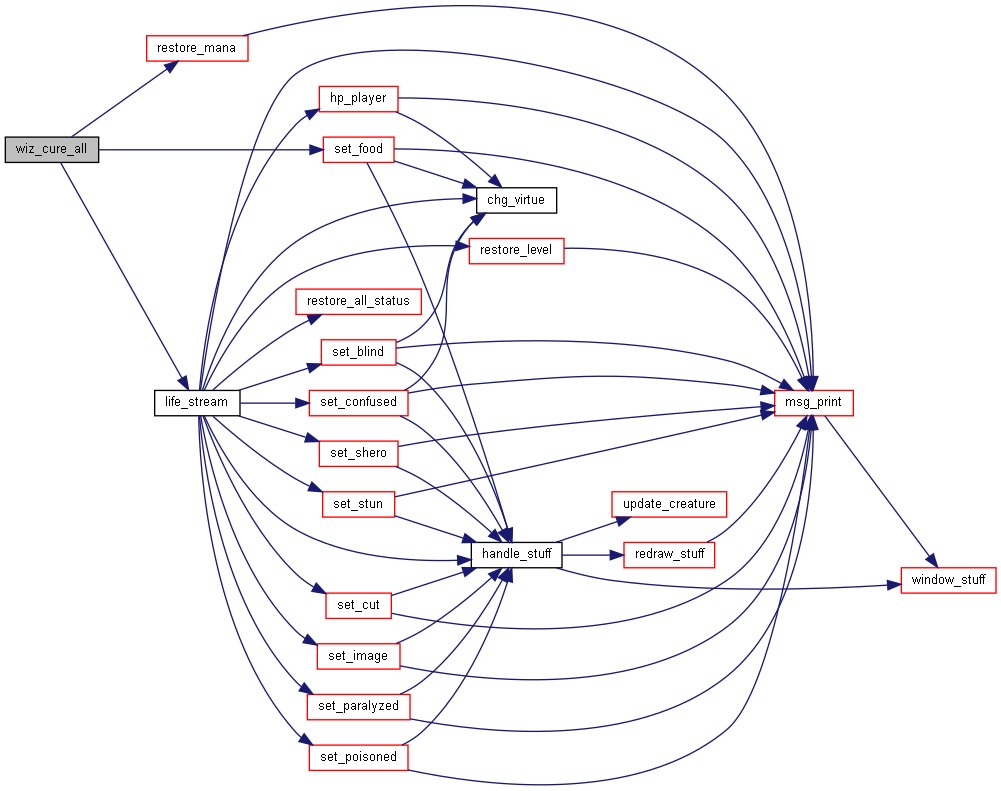 restore_mana
hp_player
wiz_cure_all
set_food
chg_virtue
restore_level
restore_all_status
set_blind
life_stream
set_confused
msg_print
set_shero
set_stun
update_creature
handle_stuff
redraw_stuff
window_stuff
set_cut
set_image
set_paralyzed
set_poisoned